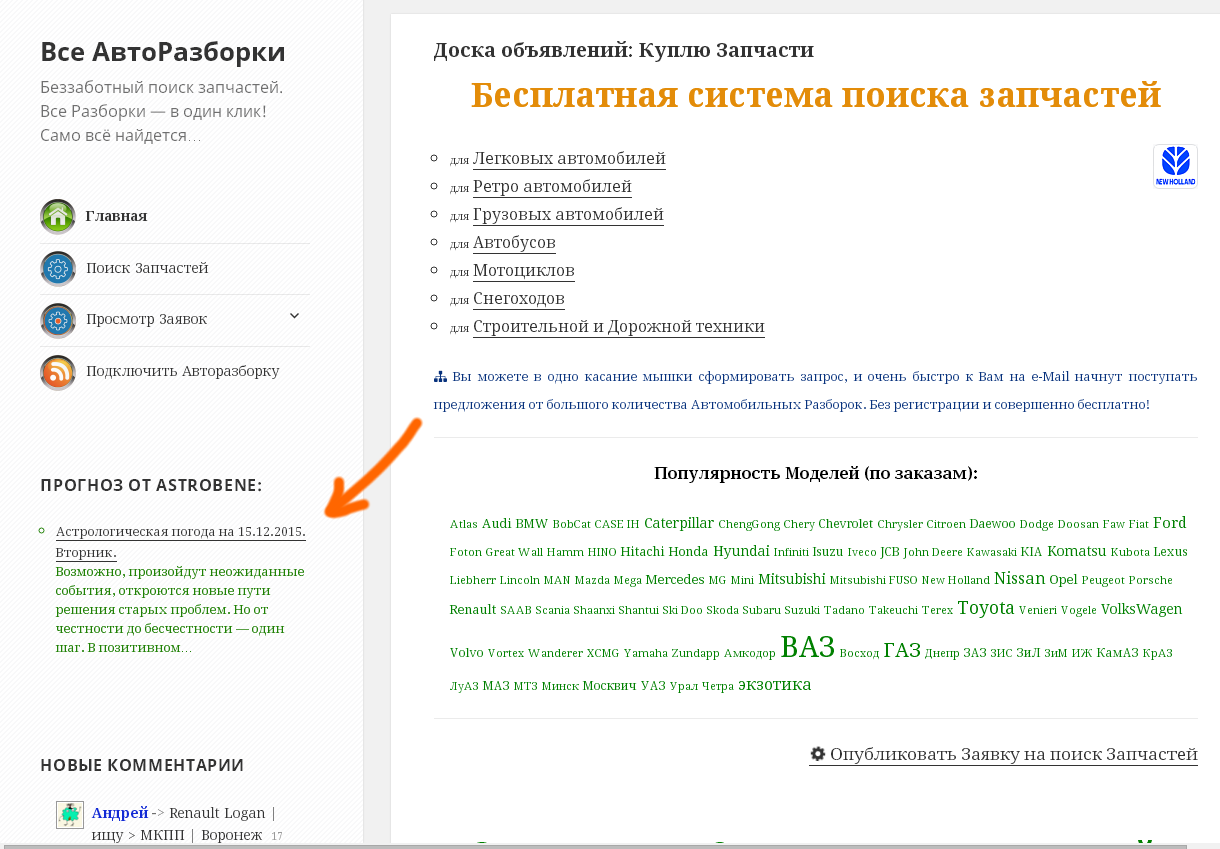 Все АвтоРазборки
Беззаботный поиск запчастей.
Все Разборки — в один клик!
Само всё найдется...
Главная
Поиск Запчастей
Просмотр Заявок
Подключить Авторазборку
ПРОГНОЗ ОТ ASTROBENE:
Астрологическая погода на 15.12.2015.
Вторник.
Возможно, произойдут неожиданные
события, откроются новые пути
решения старых проблем. Но от
честности до бесчестности — один
шаг. В позитивном...
НОВЫЕ КОММЕНТАРИИ
Андрей -> Renault Logan |
ищу > МКПП | Воронеж 17
Доска объявлений: Куплю Запчасти
Бесплатная система поиска запчастей
NEW HOLLAND
для Легковых автомобилей
для Ретро автомобилей
для Грузовых автомобилей
для Автобусов
для Мотоциклов
для Снегоходов
для Строительной и Дорожной техники
Вы можете в одно касание мышки сформировать запрос, и очень быстро к Вам на e-Mail начнут поступать
предложения от большого количества Автомобильных Разборок. Без регистрации и совершенно бесплатно!
Популярность Моделей (по заказам):
Atlas Audi BMW BobCat CASE IH Caterpillar ChengGong Chery Chevrolet Chrysler Citroen Daewoo Dodge Doosan Faw Fiat Ford
Foton Great Wall Hamm HINO Hitachi Honda Hyundai Infiniti Isuzu Iveco JCB John Deere Kawasaki KIA Komatsu Kubota Lexus
Liebherr Lincoln MAN Mazda Mega Mercedes MG Mini Mitsubishi Mitsubishi FUSO New Holland Nissan Opel Peugeot Porsche
Renault SAAB Scania Shaanxi Shantui Ski Doo Skoda Subaru Suzuki Tadano Takeuchi Terex Toyota Venieri Vogele VolksWagen
Volvo Vortex Wanderer XCMG Yamaha Zundapp Амкодор ВАЗ Восход ГАЗ Днепр ЗАЗ ЗИС ЗиЛ ЗиМ ИЖ КамАЗ КрАЗ
ЛуАЗ МАЗ МТЗ Минск Москвич УАЗ Урал Четра экзотика
Опубликовать Заявку на поиск Запчастей